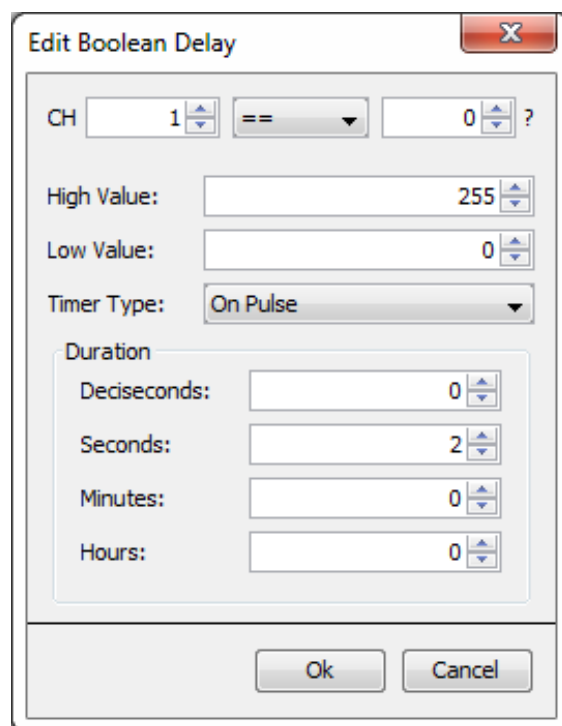 Edit Boolean Delay
CH 1 == 0 ?
High Value: 255
Low Value: 0
Timer Type: On Pulse
Duration
Deciseconds: 0
Seconds: 2
Minutes: 0
Hours: 0
Ok Cancel